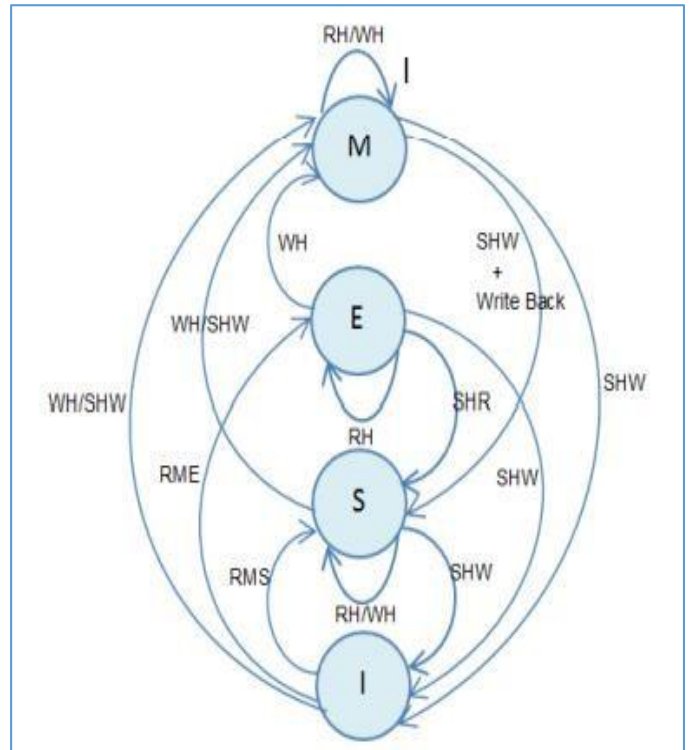 RH/WH
I
M
WH
SHW
+
Write Back
E
WH/SHW
SHW
WH/SHW
SHR
RH
RME
SHW
S
RMS
SHW
RH/WH
I